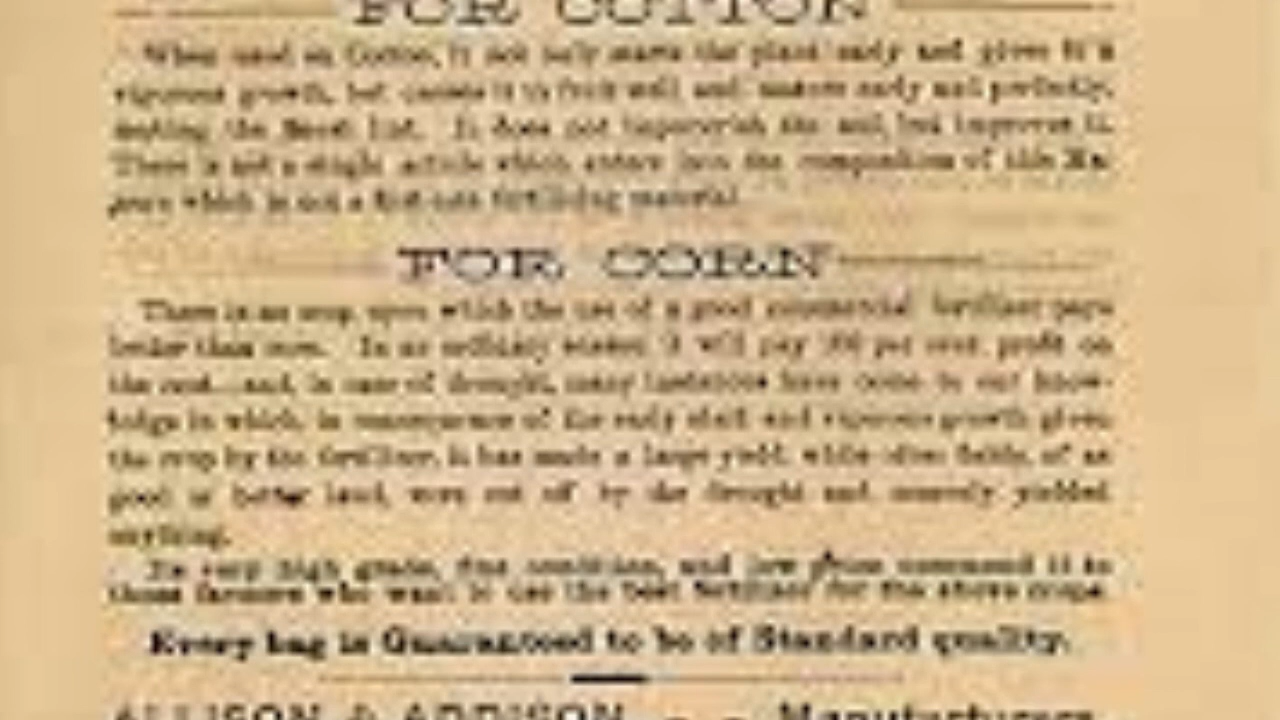 FOR COTTON
When used on Cotton, it not only starts the plant early and gives it a
vigorous growth, but causes it to fruit well and mature early and perfectly,
the It does not impoverish the soil, but improves it.
There is not a single article which enters into the composition of this
which is not a first-rate fertilizing material.
FOR CORN
There is no crop upon which the use of a good commercial fertilizer pays
better than corn. In an ordinary season it will pay 100 per cent. profit on
the cost—and, in case of drought, many instances have come to our know-
ledge in which, in consequence of the early start and vigorous growth given
the crop by the fertilizer, it has made a large yield, while other fields, of as
good or better land, were cut off by the drought and scarcely yielded
anything.
Its very high grade, fine condition, and low price commend it to
those farmers who want to use the best fertilizer for the above crops.
Every bag is Guaranteed to be of Standard quality.
ALLISON & ADDISON, Manufacturers